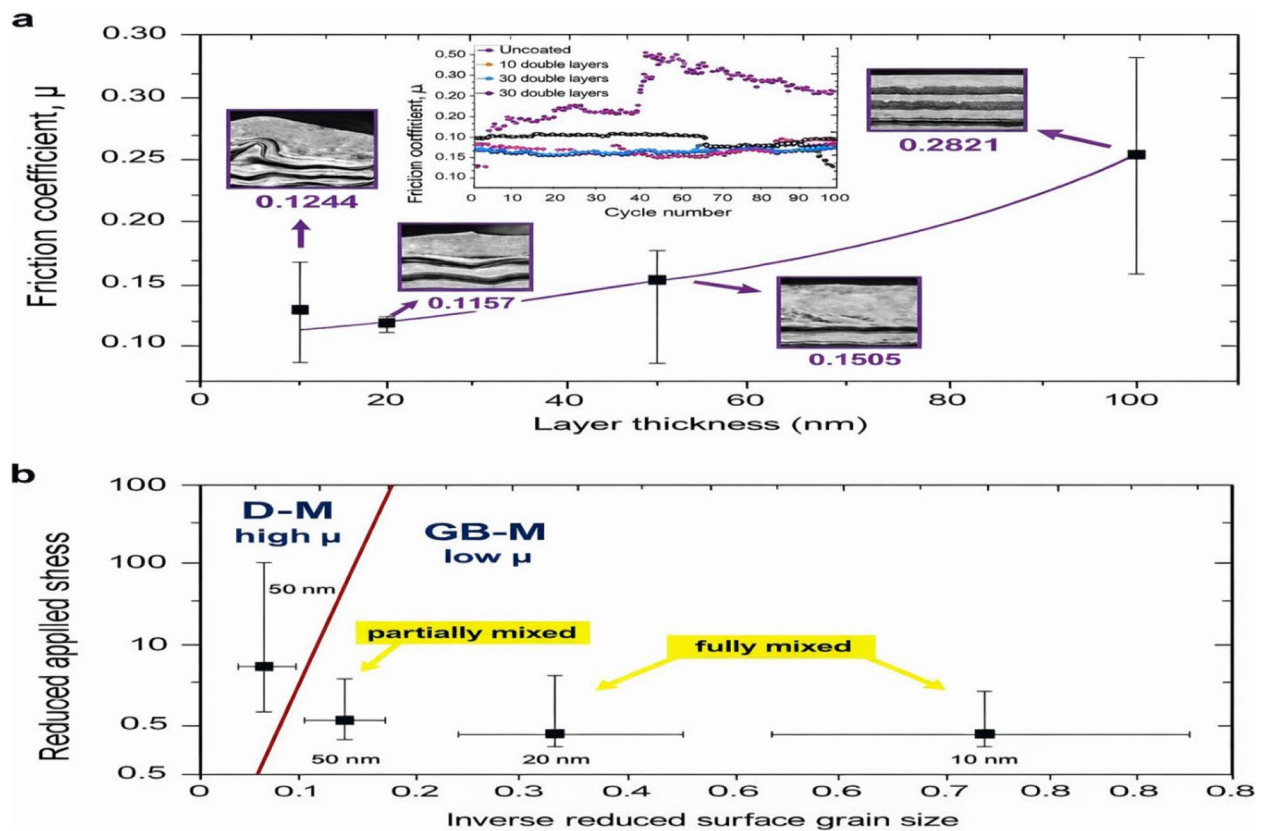 a
0.30
0.30
0.25
0.20
0.15
0.10
Friction coefficient, μ
0 20 40 60 80 100
Layer thickness (nm)
0.1244
0.1157
0.1505
0.2821
Uncoated
10 double layers
30 double layers
30 double layers
0.50
0.30
0.20
0.10
0.15
0.10
Friction ooffitient, μ
0 10 20 30 40 50 60 70 80 90 100
Cycle number
b
100
100
10
0.5
0.5
Reduced applied shess
D-M
high μ
GB-M
low μ
50 nm
partially mixed
fully mixed
50 nm
20 nm
10 nm
0 0.1 0.2 0.3 0.4 0.6 0.6 0.7 0.8 0.8 0.8
Inverse reduced surface grain size